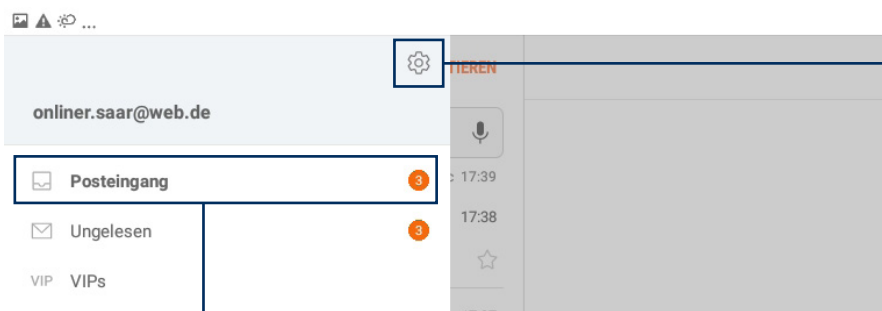 ...
TIEREN
onliner.saar@web.de
Posteingang 3
17:39
Ungelesen 3
17:38
VIP VIPs